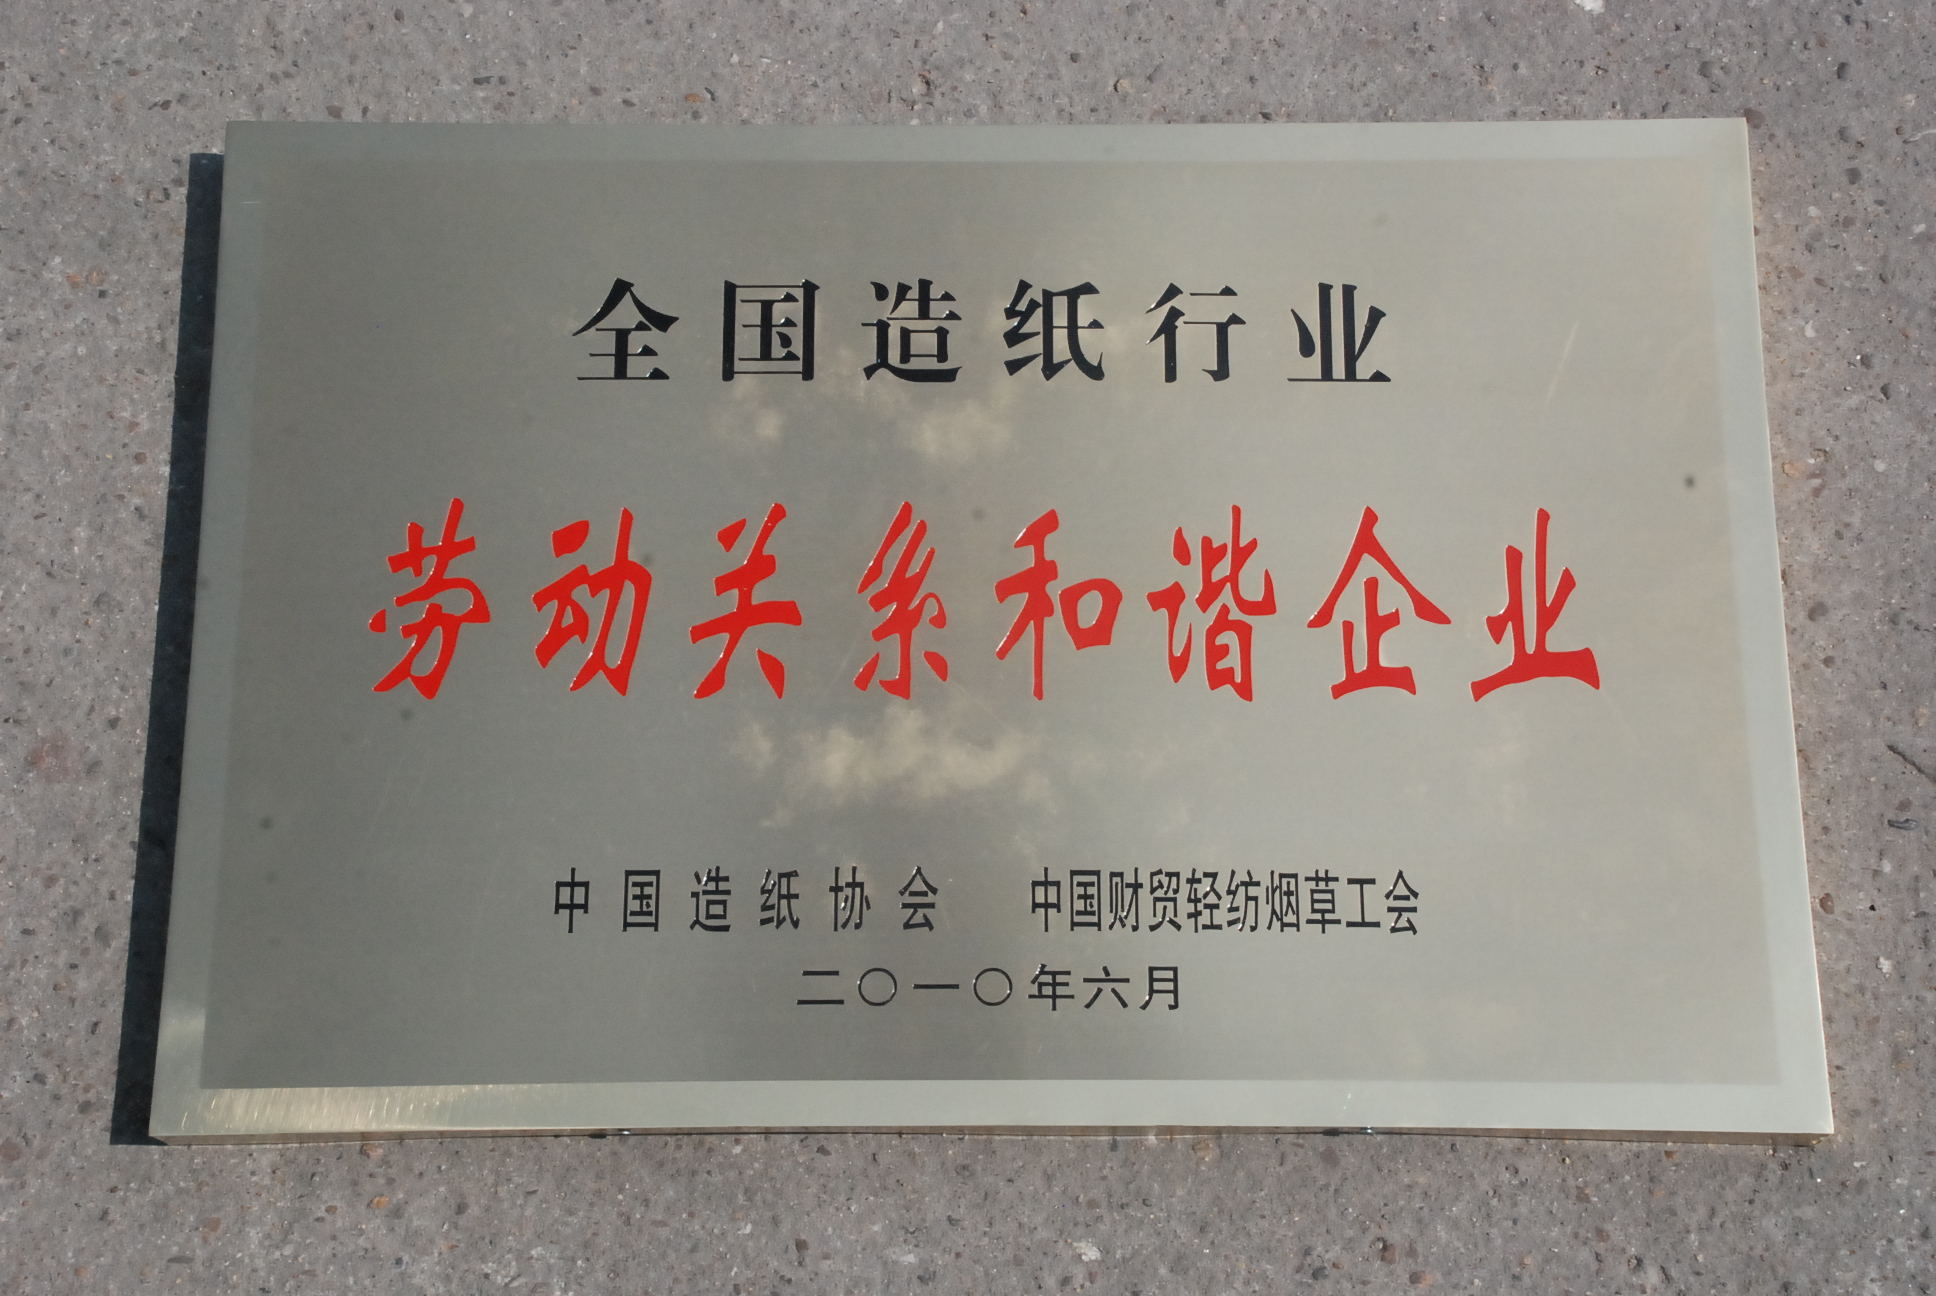 全国造纸行业
劳动关系和谐企业
中国造纸协会 中国财贸轻纺烟草工会
二〇一〇年六月